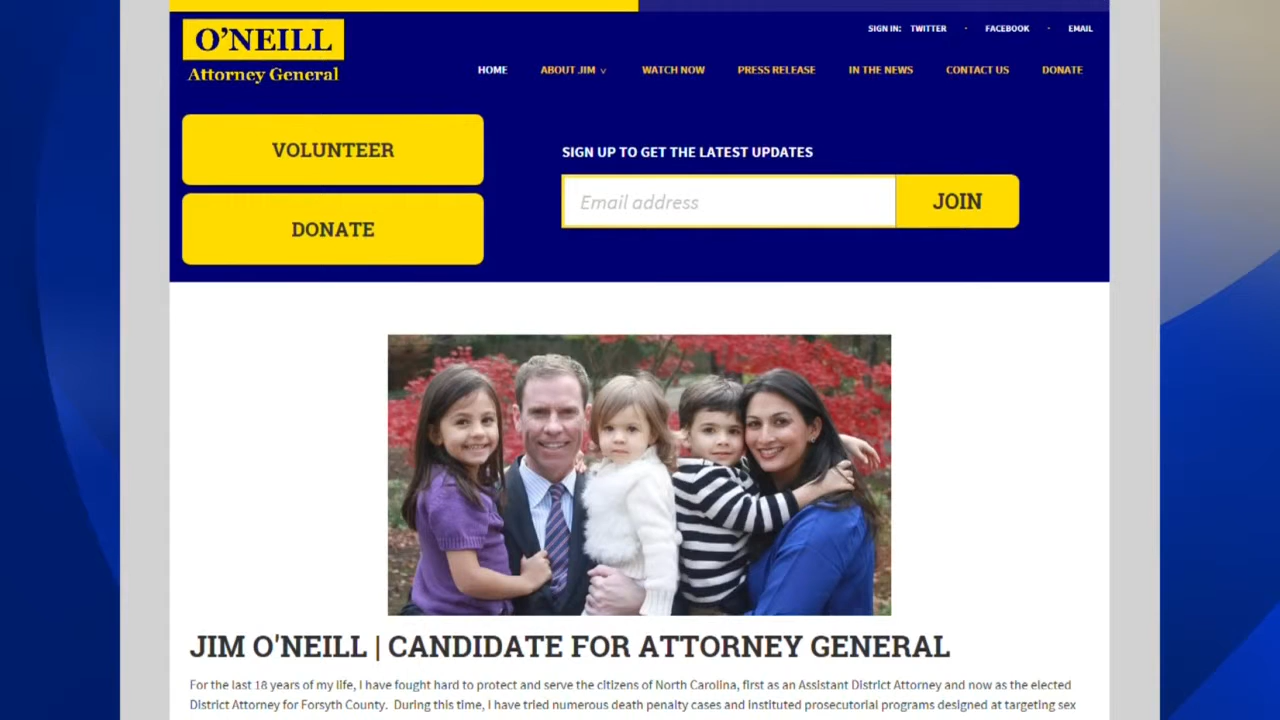 O'NEILL
Attorney General
SIGN IN: TWITTER · FACEBOOK · EMAIL
HOME ABOUT JIM v WATCH NOW PRESS RELEASE IN THE NEWS CONTACT US DONATE
VOLUNTEER
DONATE
SIGN UP TO GET THE LATEST UPDATES
Email address JOIN
JIM O'NEILL | CANDIDATE FOR ATTORNEY GENERAL
For the last 18 years of my life, I have fought hard to protect and serve the citizens of North Carolina, first as an Assistant District Attorney and now as the elected
District Attorney for Forsyth County. During this time, I have tried numerous death penalty cases and instituted prosecutorial programs designed at targeting sex